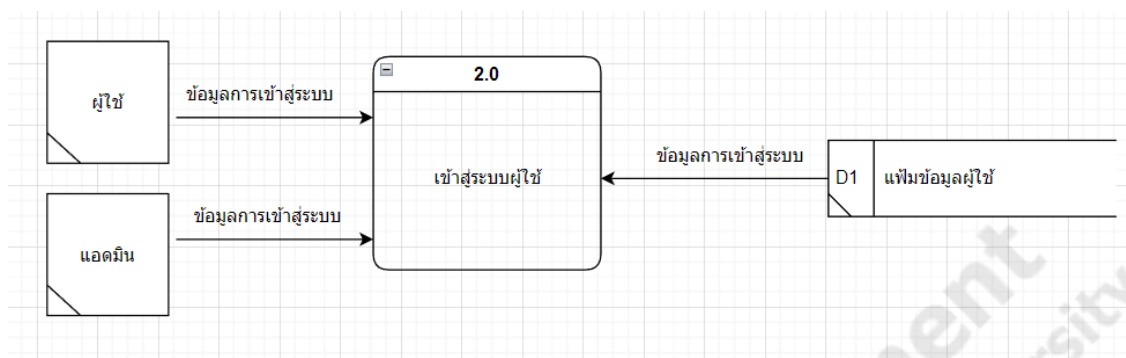 2.0
ผู้ใช้
ข้อมูลการเข้าสู่ระบบ
เข้าสู่ระบบผู้ใช้
ข้อมูลการเข้าสู่ระบบ
D1
แฟ้มข้อมูลผู้ใช้
ข้อมูลการเข้าสู่ระบบ
แอดมิน